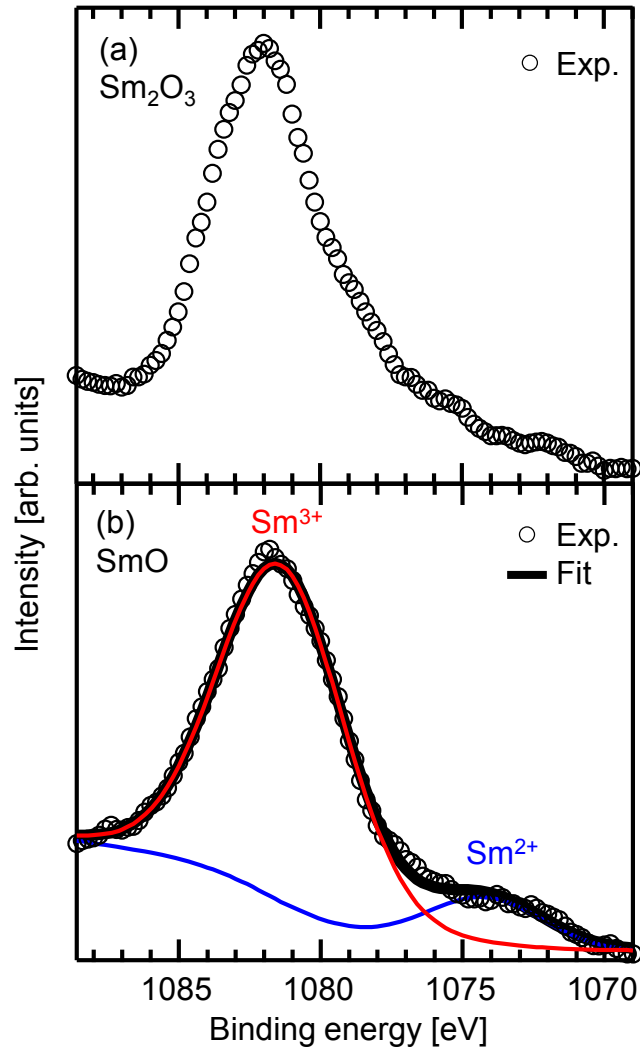 (a)
Sm₂O₃
Exp.
(b)
SmO
Sm³⁺
Exp.
Fit
Sm²⁺
Intensity [arb. units]
1085 1080 1075 1070
Binding energy [eV]